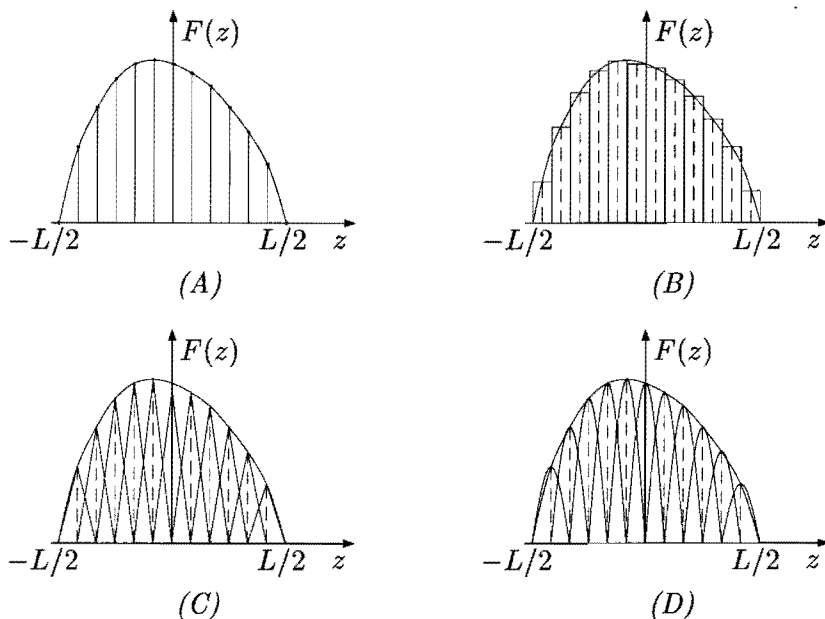 F(z) F(z)
−L/2 L/2 z −L/2 L/2 z
(A) (B)
F(z) F(z)
−L/2 L/2 z −L/2 L/2 z
(C) (D)